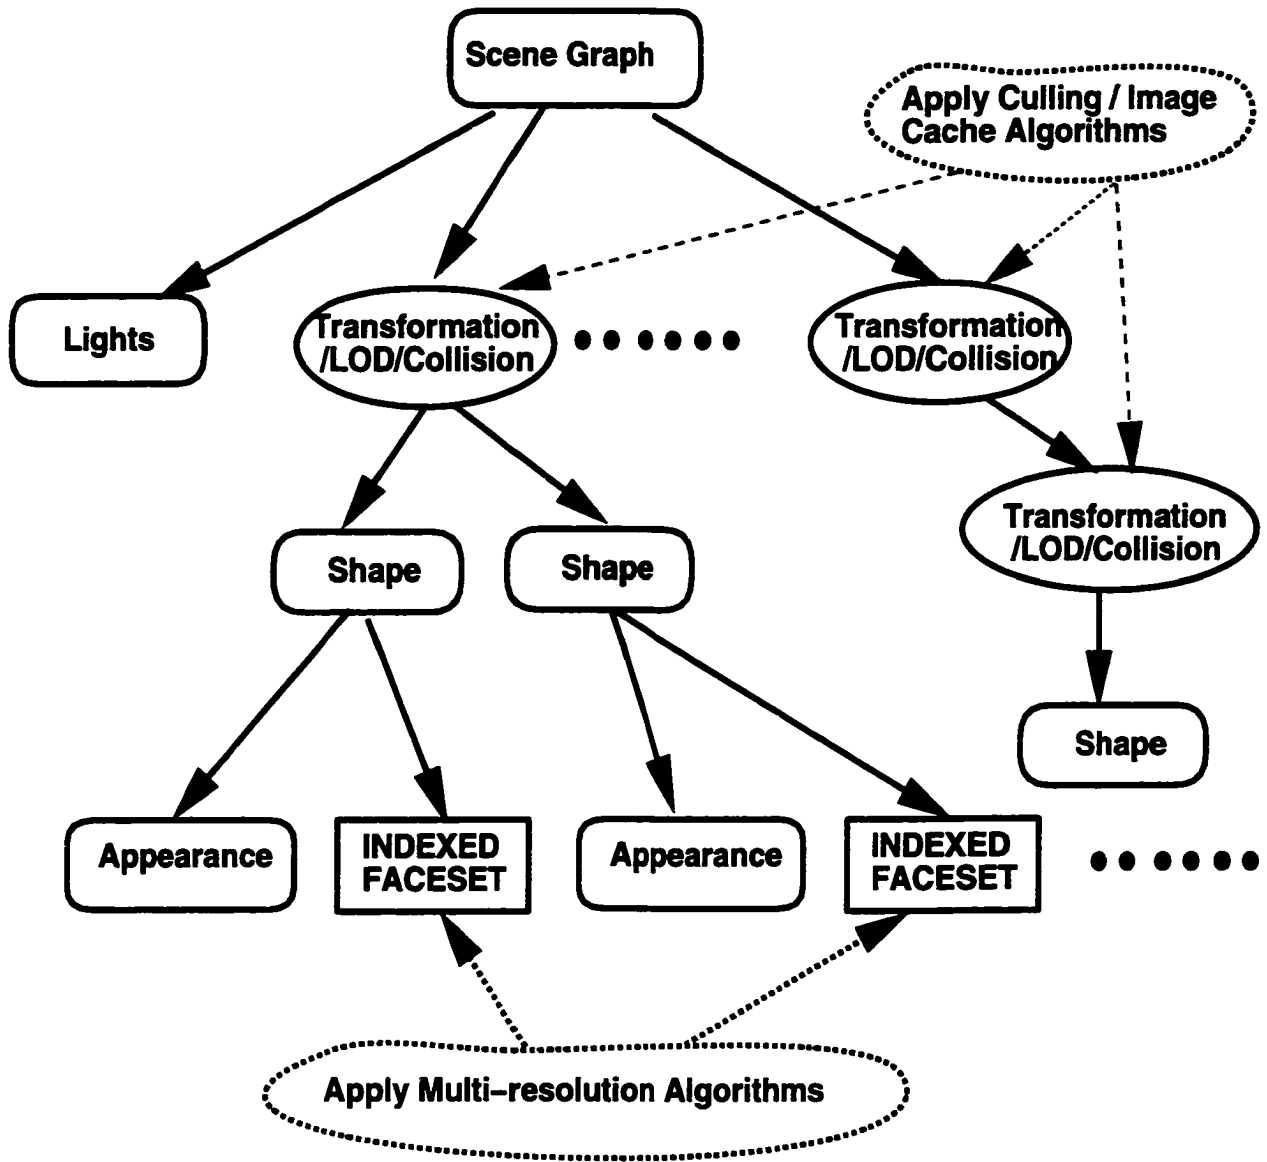 Scene Graph
Apply Culling / Image
Cache Algorithms
Lights
Transformation
/LOD/Collision
Transformation
/LOD/Collision
Transformation
/LOD/Collision
Shape
Shape
Shape
Appearance
INDEXED
FACESET
Appearance
INDEXED
FACESET
Apply Multi-resolution Algorithms